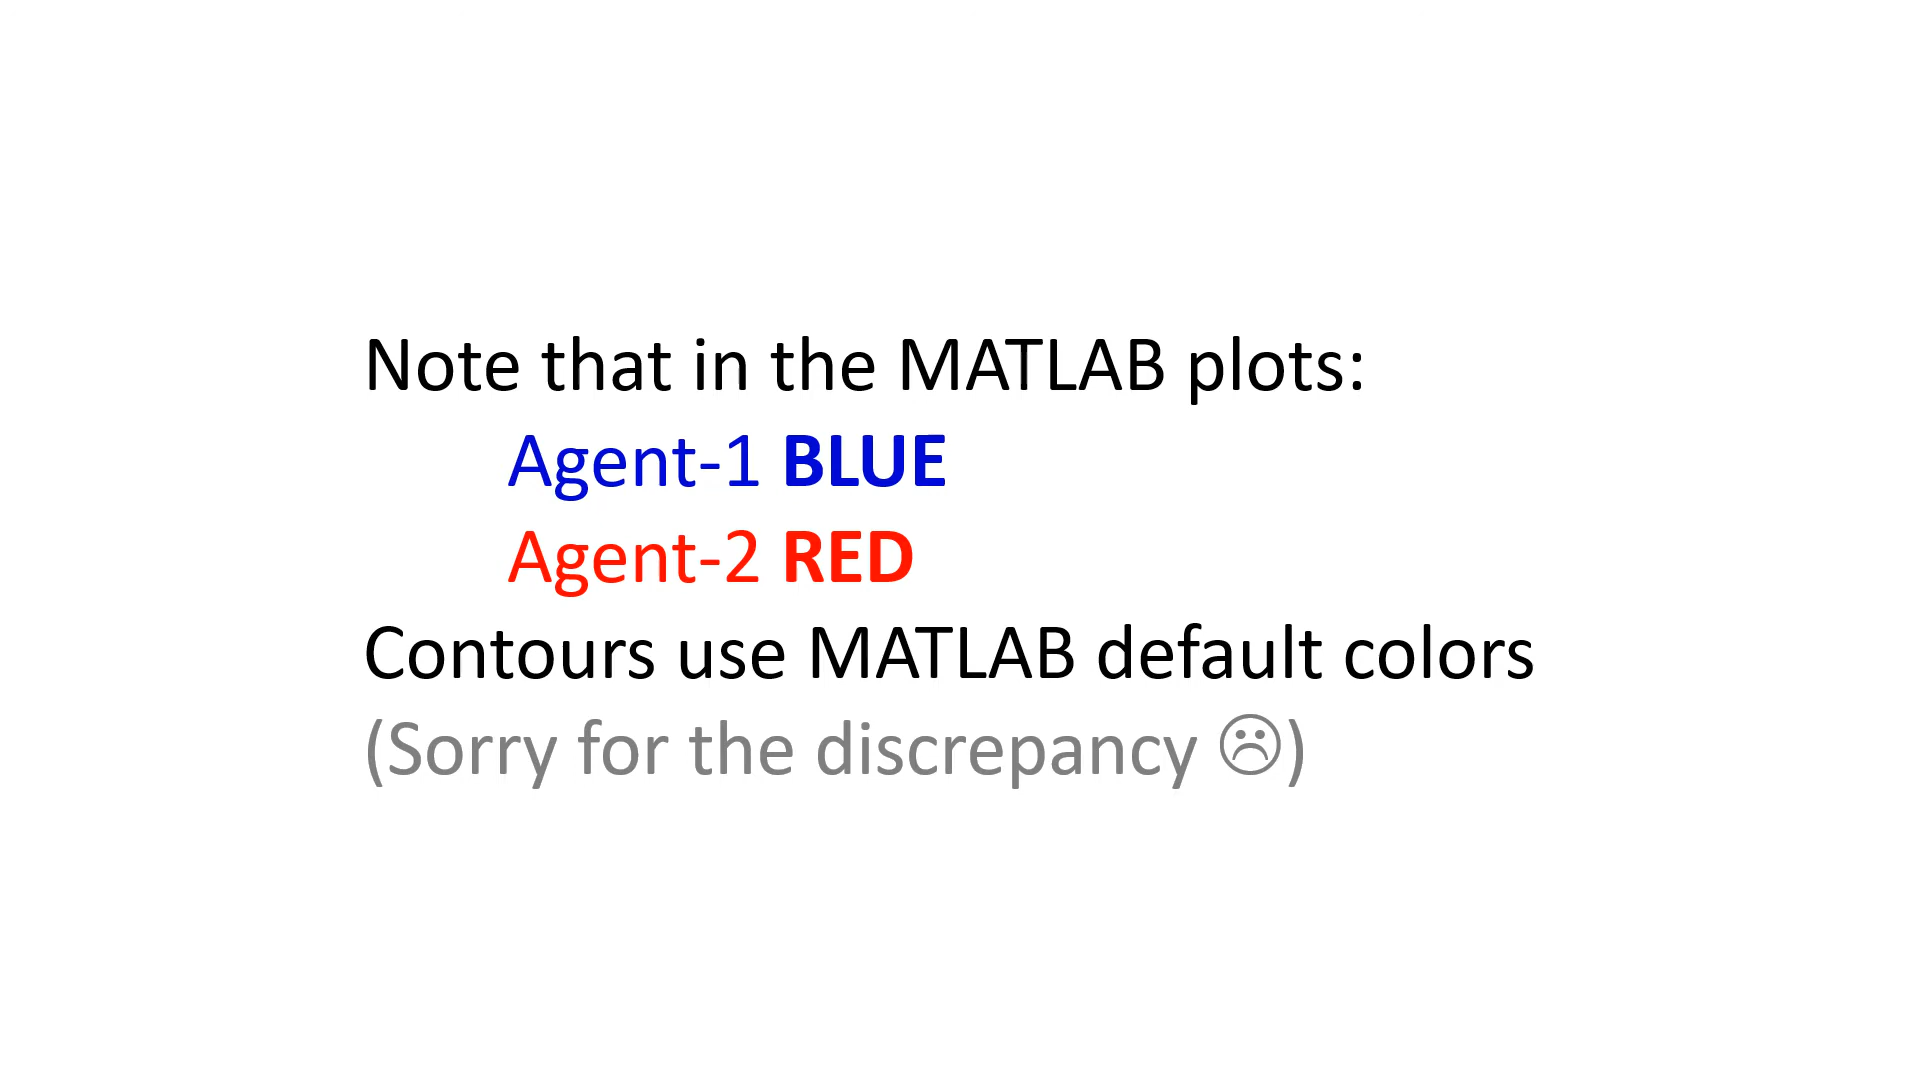 Note that in the MATLAB plots:
Agent-1 BLUE
Agent-2 RED
Contours use MATLAB default colors
(Sorry for the discrepancy ☹)